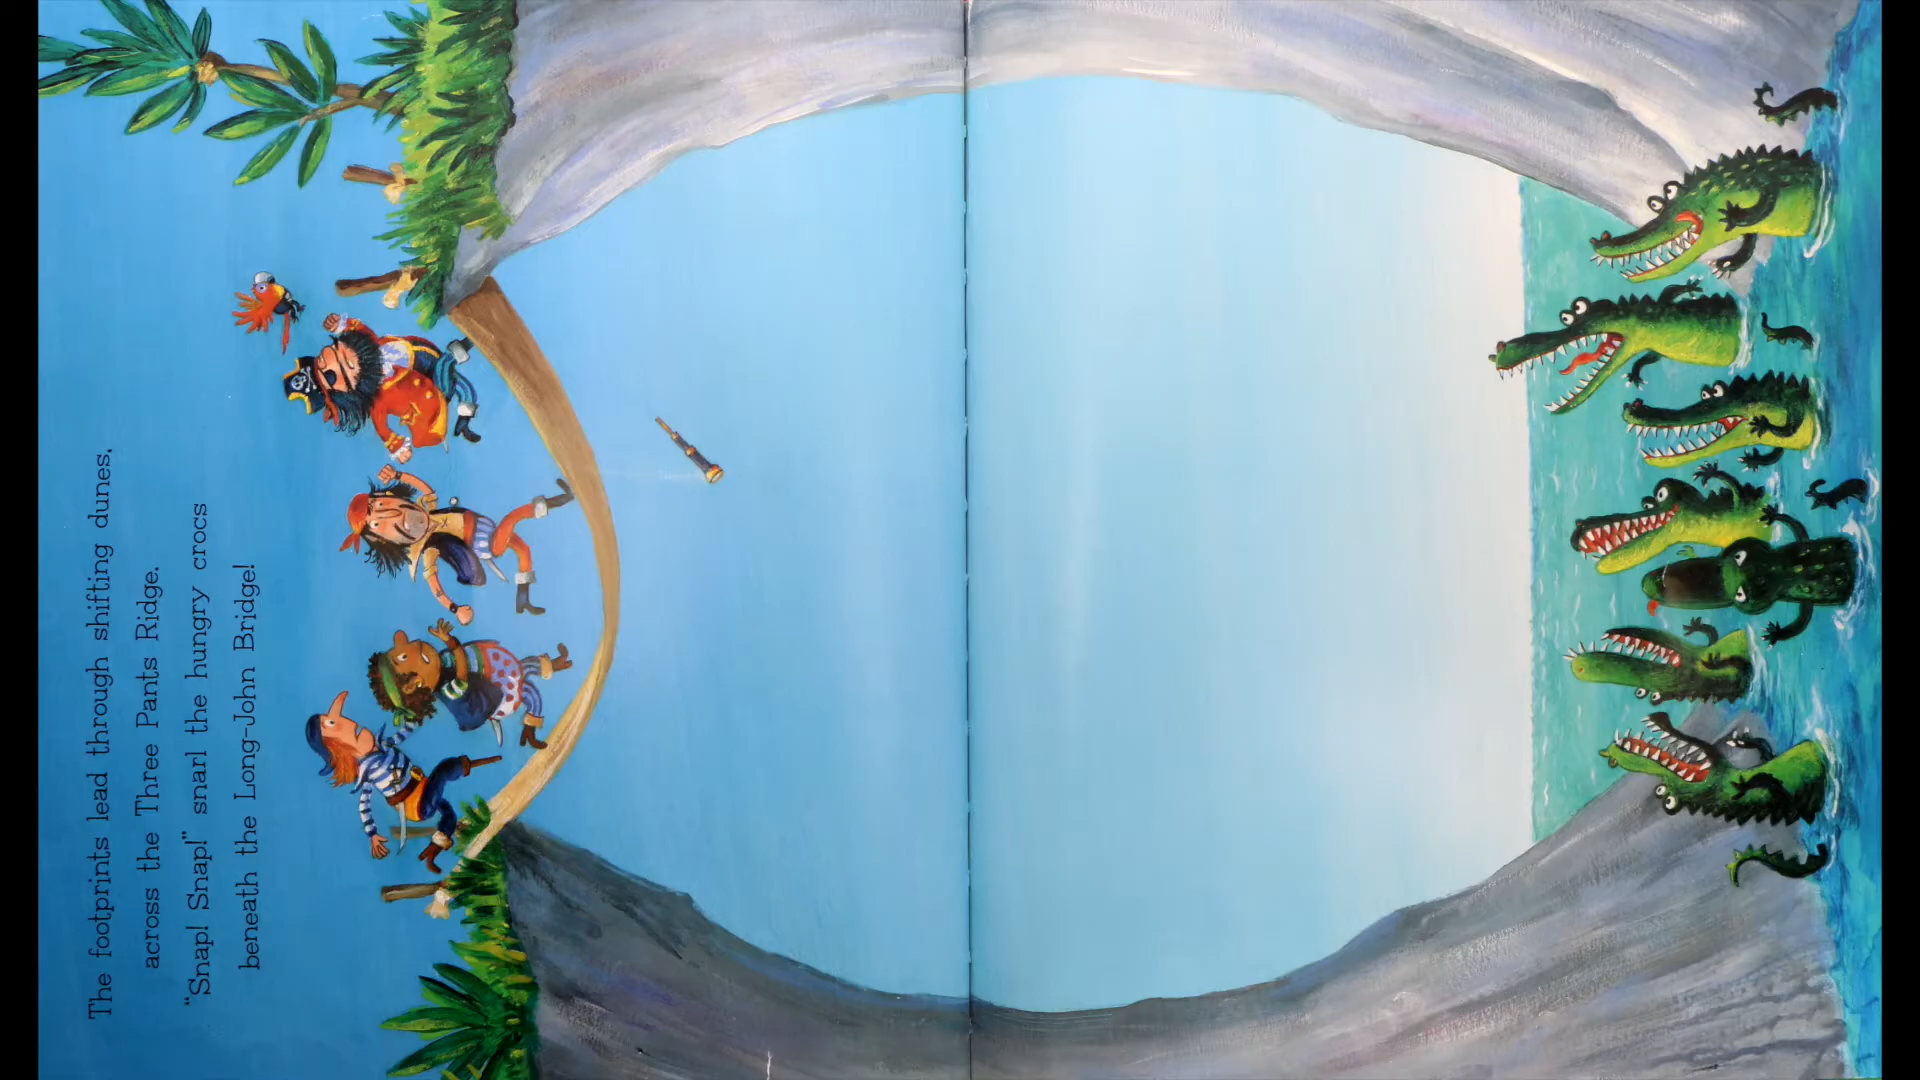 The footprints lead through shifting dunes,
across the Three Pants Ridge.
“Snap! Snap!” snarl the hungry crocs
beneath the Long-John Bridge!